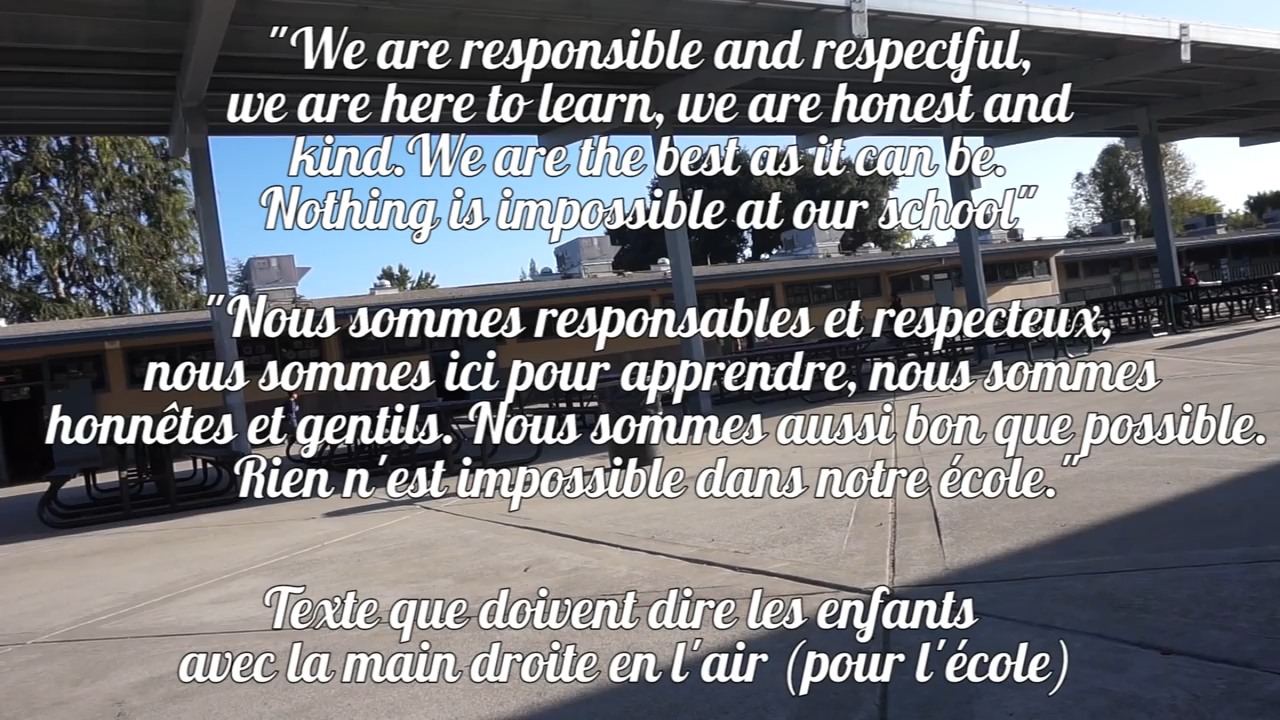 "We are responsible and respectful,
we are here to learn, we are honest and
kind.We are the best as it can be.
Nothing is impossible at our school"
"Nous sommes responsables et respecteux,
nous sommes ici pour apprendre, nous sommes
honnêtes et gentils. Nous sommes aussi bon que possible.
Rien n'est impossible dans notre école."
Texte que doivent dire les enfants
avec la main droite en l'air (pour l'école)